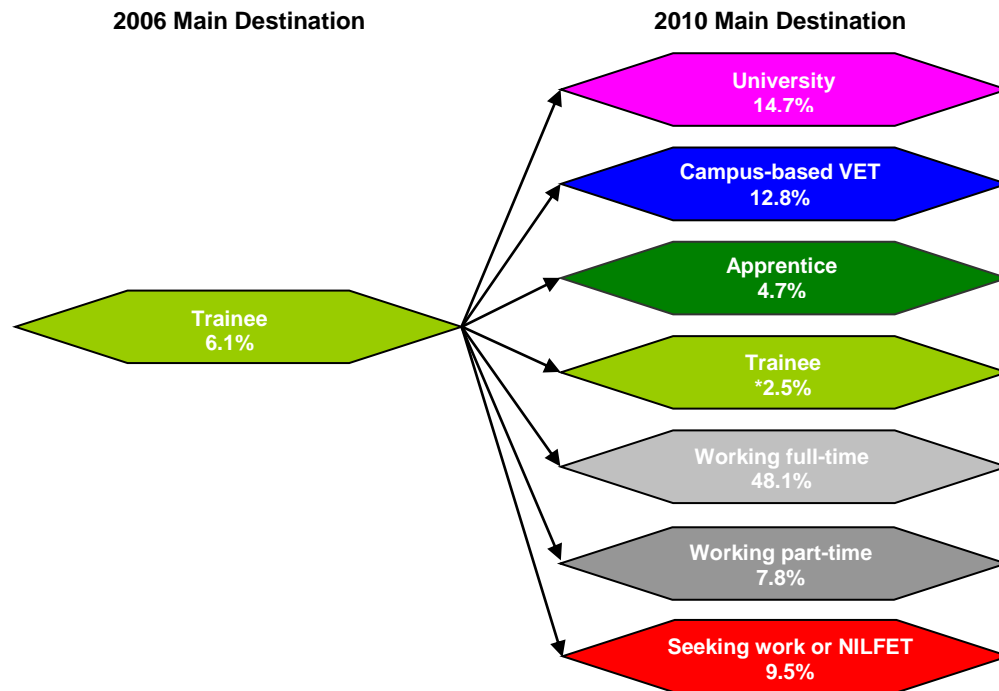 2006 Main Destination
2010 Main Destination
University
14.7%
Campus-based VET
12.8%
Apprentice
4.7%
Trainee
6.1%
Trainee
*2.5%
Working full-time
48.1%
Working part-time
7.8%
Seeking work or NILFET
9.5%